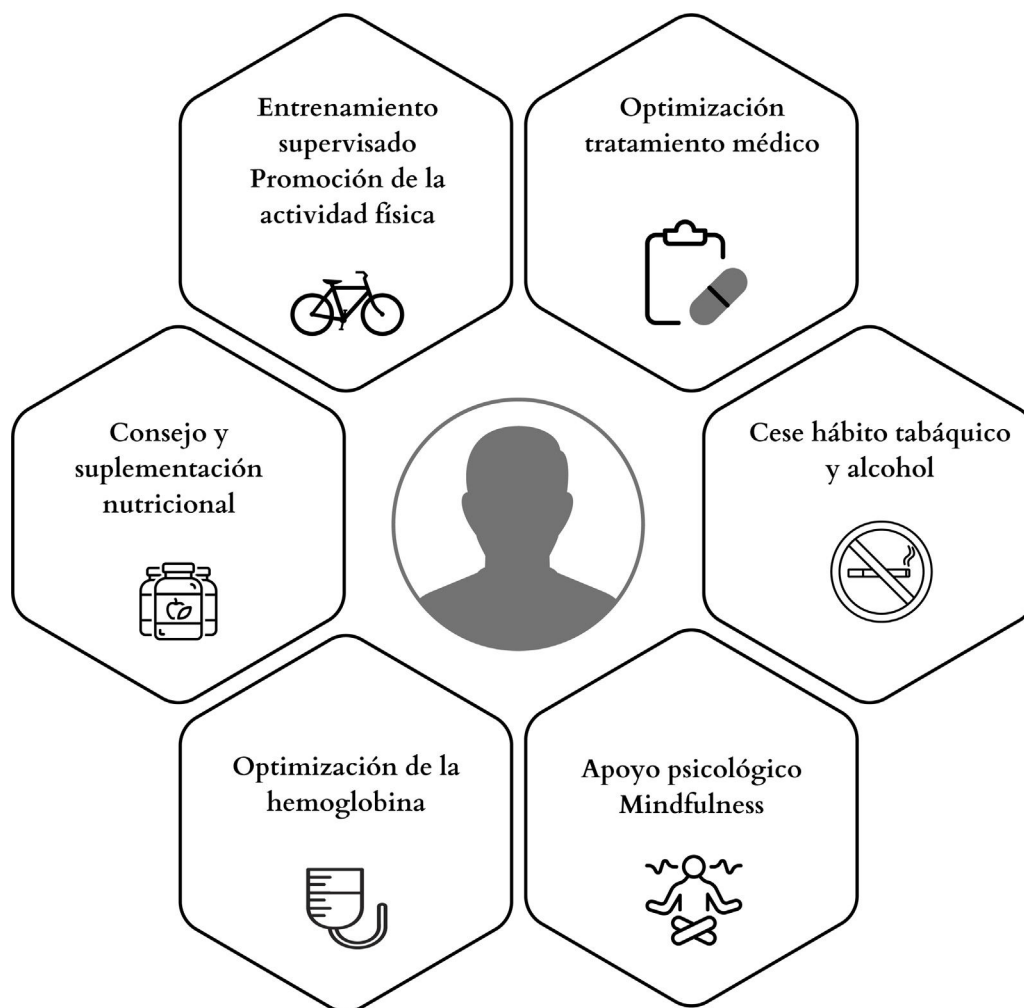 Entrenamiento
supervisado
Promoción de la
actividad física
Optimización
tratamiento médico
Consejo y
suplementación
nutricional
Cese hábito tabáquico
y alcohol
Optimización de la
hemoglobina
Apoyo psicológico
Mindfulness